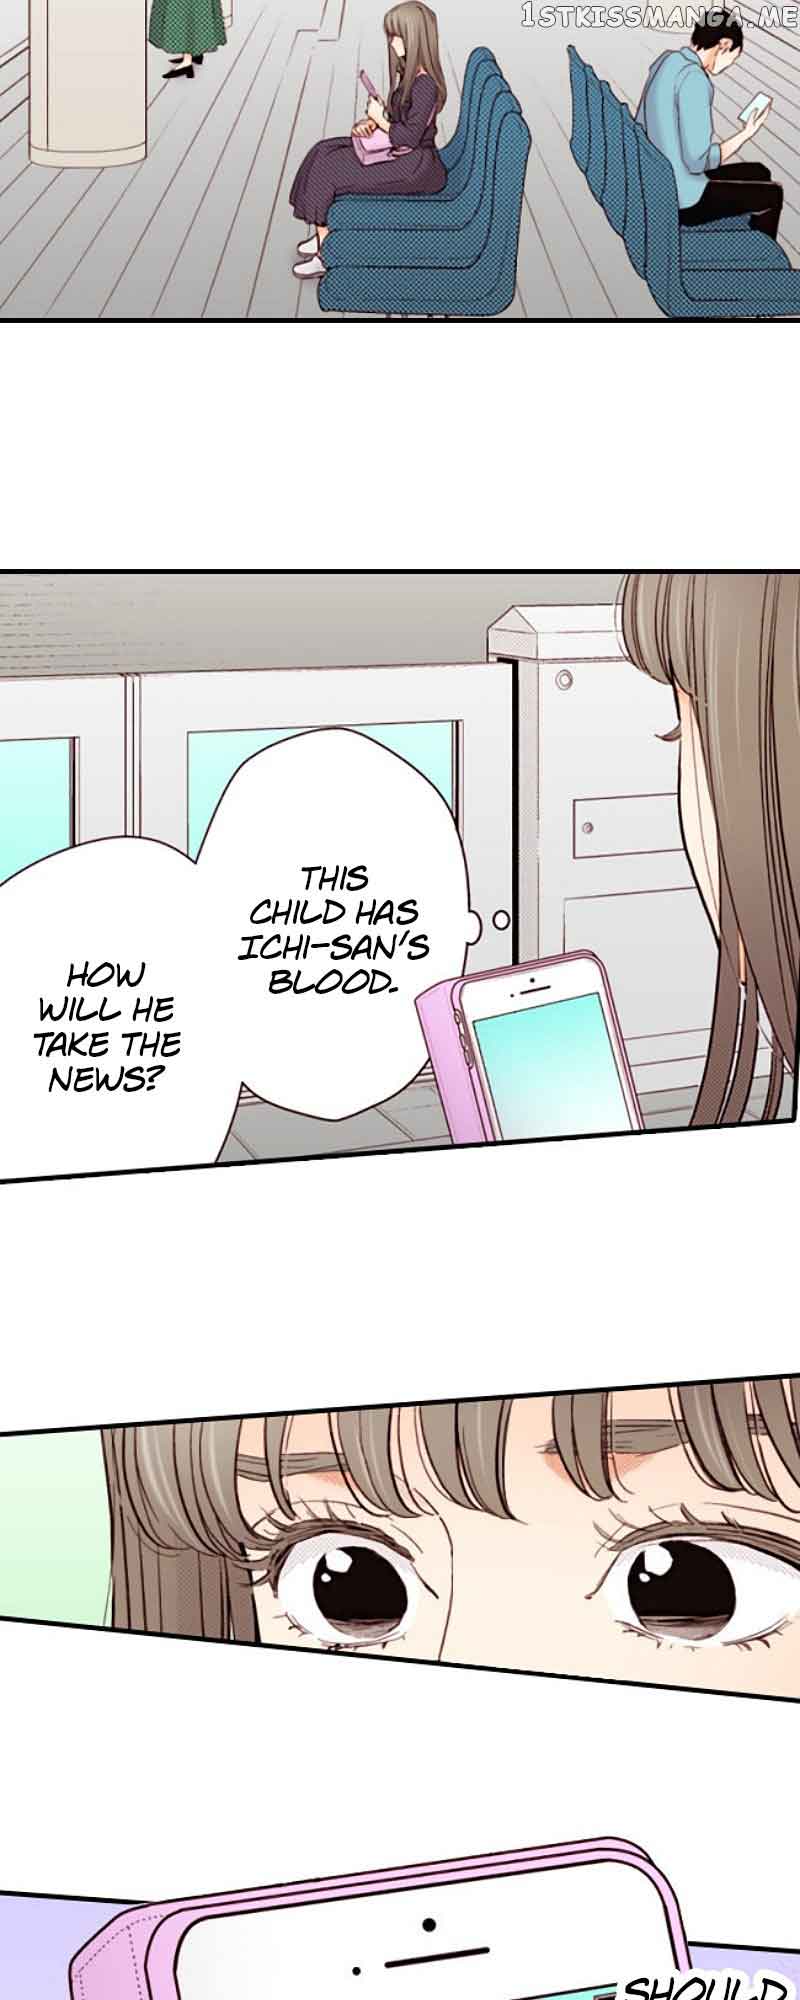 1STKISSMANGA.ME
THIS
CHILD HAS
ICHI-SAN'S
BLOOD.
HOW
WILL HE
TAKE THE
NEWS?
SHOULD